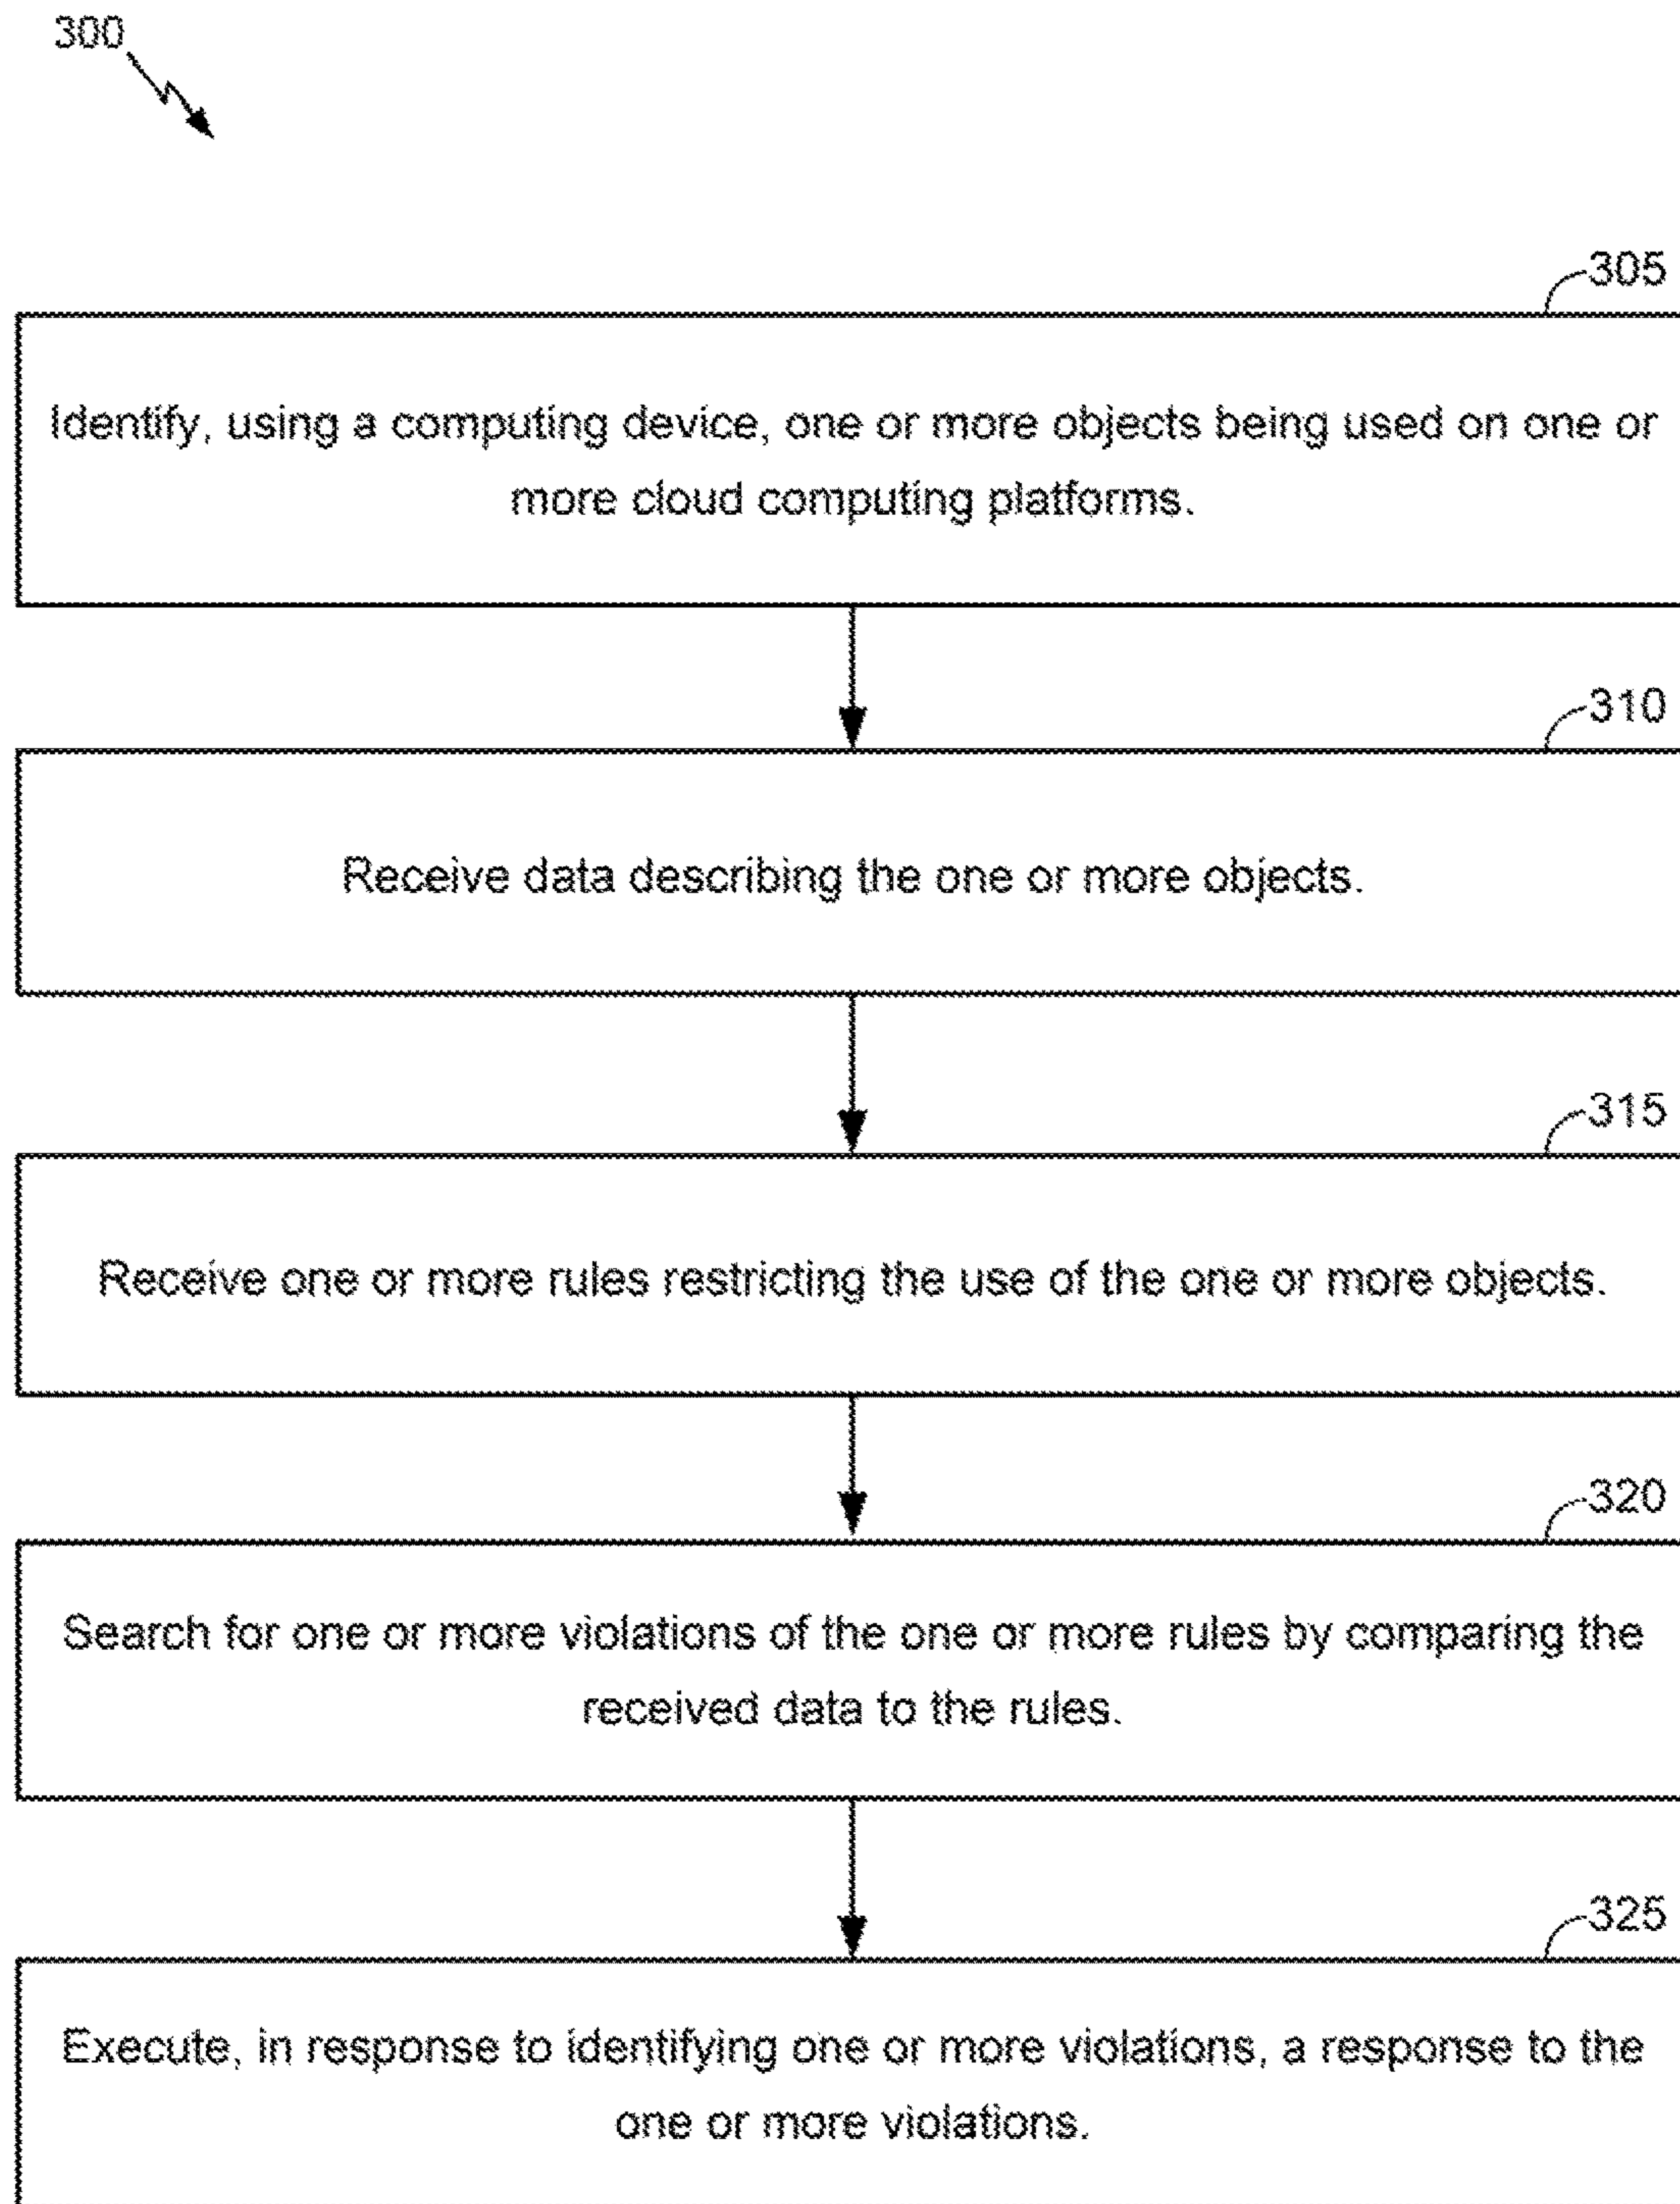 300
305
Identify, using a computing device, one or more objects being used on one or
more cloud computing platforms.
310
Receive data describing the one or more objects.
315
Receive one or more rules restricting the use of the one or more objects.
320
Search for one or more violations of the one or more rules by comparing the
received data to the rules.
325
Execute, in response to identifying one or more violations, a response to the
one or more violations.